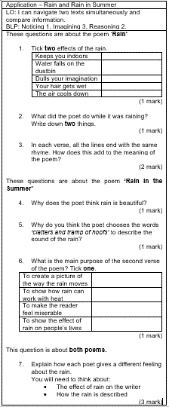 Application – Rain and Rain in Summer
LO: I can navigate two texts simultaneously and
compare information.
BLP: Noticing 1, Imagining 3, Reasoning 2,
These questions are about the poem "Rain"
1. Tick two effects of the rain.
Keeps you indoors
Water falls on the
dustbin
Dulls your imagination
Your hair gets wet
The air cools down
(1 mark)
2. What did the poet do while it was raining?
Write down two things.
(1 mark)
3. In each verse, all the lines end with the same
rhyme. How does this add to the meaning of
the poem?
(2 mark)
These questions are about the poem "Rain in the
Summer"
4. Why does the poet think rain is beautiful?
(1 mark)
5. Why do you think the poet chooses the words
'clatters and tramp of hoofs" to describe the
sound of the rain?
(1 mark)
6. What is the main purpose of the second verse
of the poem? Tick one.
To create a picture of
the way the rain moves
To show how rain can
work with heat
To make the reader
feel miserable
To show the effect of
rain on people's lives
(1 mark)
This question is about both poems.
7. Explain how each poet gives a different feeling
about the rain.
You will need to think about:
• The effect of rain on the writer
• How the rain is described
(3 mark)